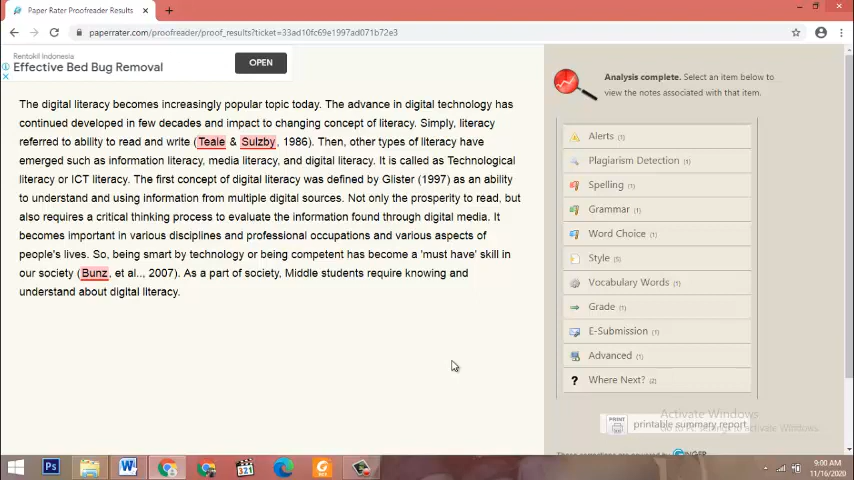 Paper Rater Proofreader Results
paperrater.com/proofreader/proof_results?ticket=33ad10fc69e1997ad071b72e3
Rentokil Indonesia
Effective Bed Bug Removal
OPEN
The digital literacy becomes increasingly popular topic today. The advance in digital technology has
continued developed in few decades and impact to changing concept of literacy. Simply, literacy
referred to ability to read and write (Teale & Sulzby, 1986). Then, other types of literacy have
emerged such as information literacy, media literacy, and digital literacy. It is called as Technological
literacy or ICT literacy. The first concept of digital literacy was defined by Glister (1997) as an ability
to understand and using information from multiple digital sources. Not only the prosperity to read, but
also requires a critical thinking process to evaluate the information found through digital media. It
becomes important in various disciplines and professional occupations and various aspects of
people's lives. So, being smart by technology or being competent has become a 'must have' skill in
our society (Bunz, et al.., 2007). As a part of society, Middle students require knowing and
understand about digital literacy.
Analysis complete. Select an item below to
view the notes associated with that item.
Alerts (1)
Plagiarism Detection (1)
Spelling (1)
Grammar (1)
Word Choice (1)
Style (5)
Vocabulary Words (1)
Grade (1)
E-Submission (1)
Advanced (1)
Where Next? (2)
PRINT
printable summary report
Activate Windows
Go to PC settings to activate Windows.
GINGER
Ps
W
321
9:00 AM
11/16/2020